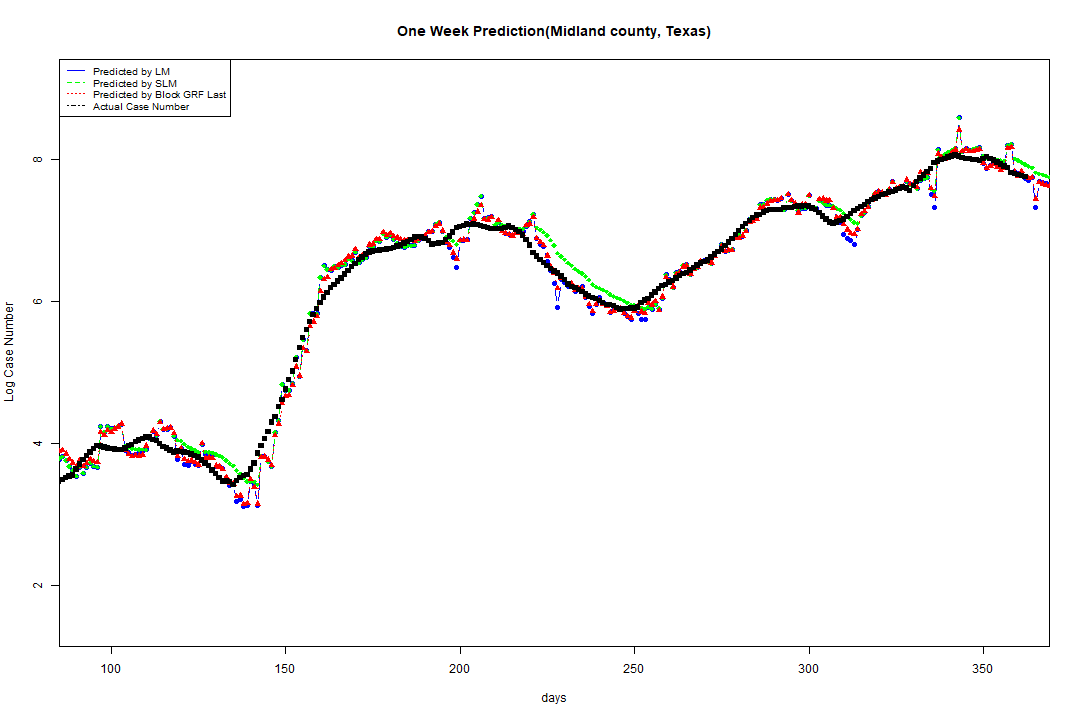 One Week Prediction(Midland county, Texas)
Predicted by LM
Predicted by SLM
Predicted by Block GRF Last
Actual Case Number
Log Case Number
8
6
4
2
100 150 200 250 300 350
days